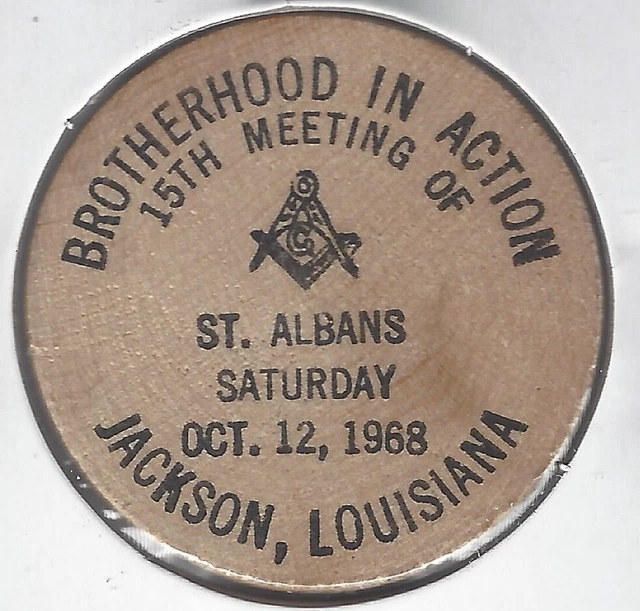 BROTHERHOOD IN ACTION
15TH MEETING OF
G
ST. ALBANS
SATURDAY
OCT. 12, 1968
JACKSON, LOUISIANA